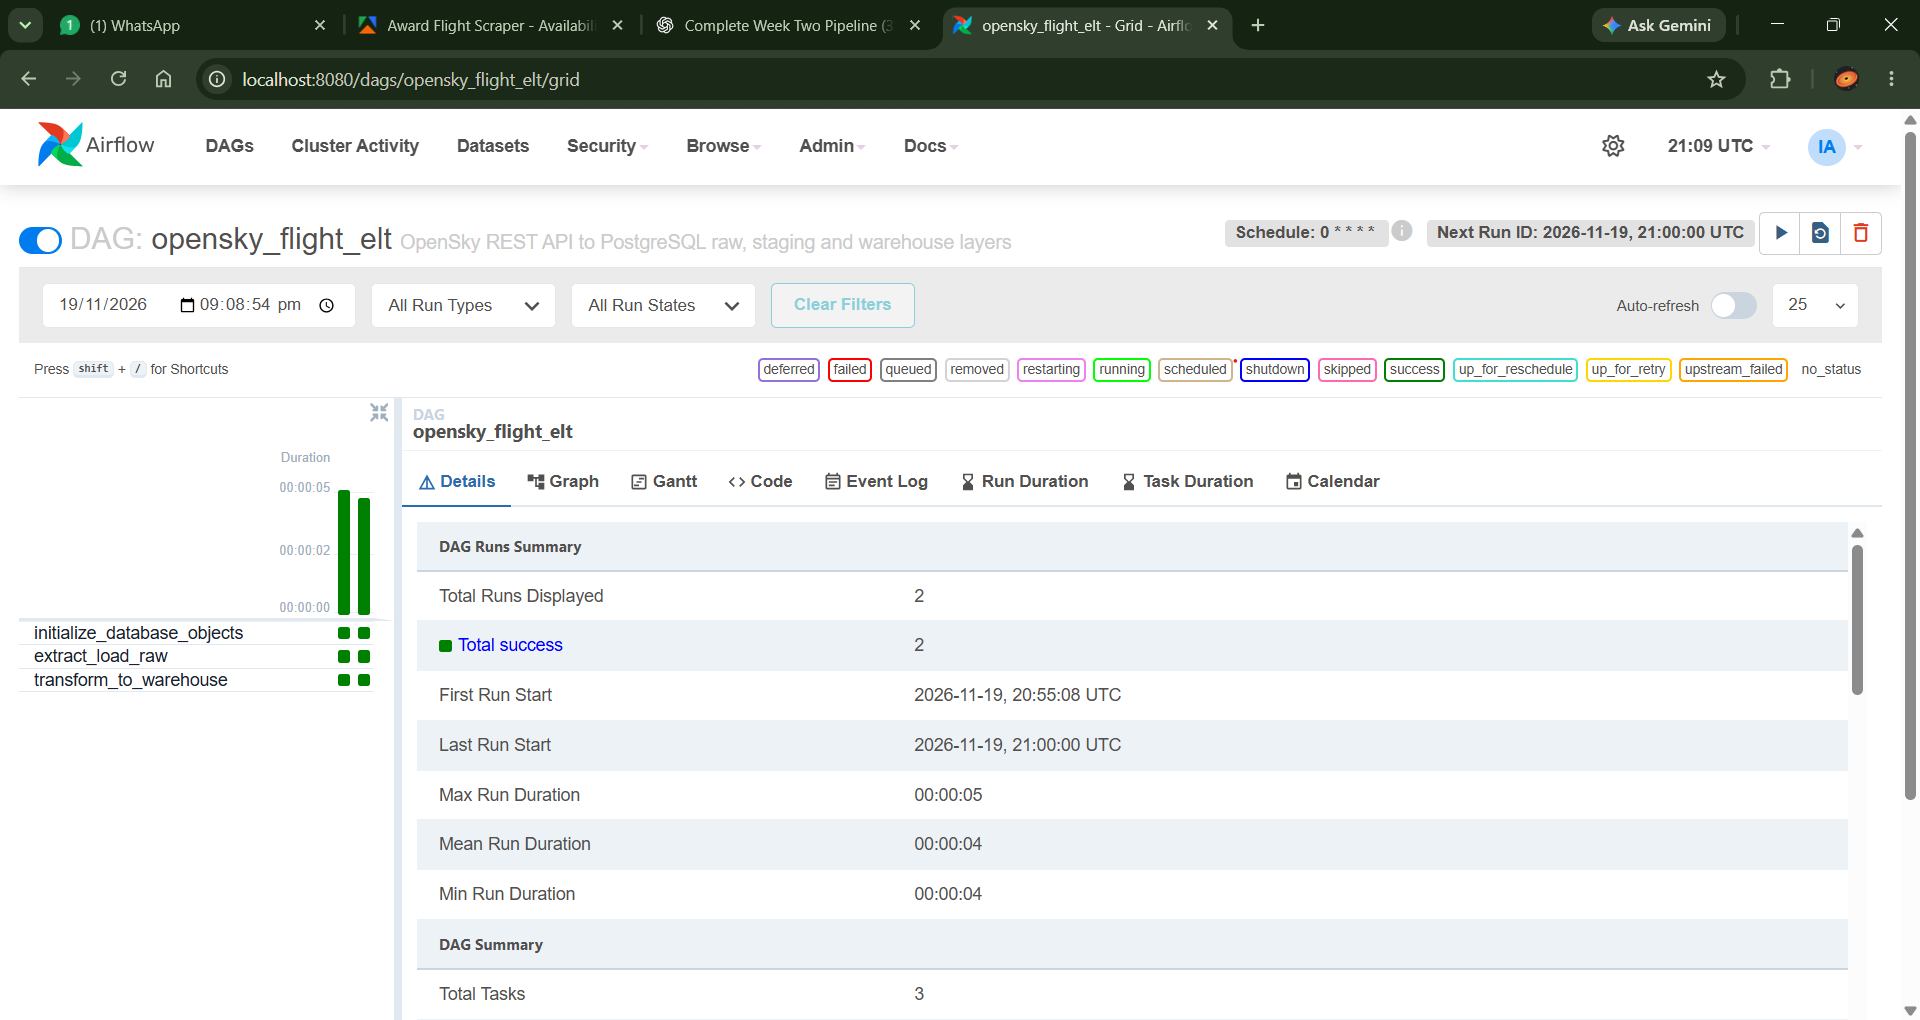 1 (1) WhatsApp
Award Flight Scraper - Availabil
Complete Week Two Pipeline (3
opensky_flight_elt - Grid - Airflo
Ask Gemini
localhost:8080/dags/opensky_flight_elt/grid
Airflow DAGs Cluster Activity Datasets Security Browse Admin Docs 21:09 UTC IA
DAG: opensky_flight_elt OpenSky REST API to PostgreSQL raw, staging and warehouse layers
Schedule: 0 * * * * i Next Run ID: 2026-11-19, 21:00:00 UTC
19/11/2026 09:08:54 pm All Run Types All Run States Clear Filters Auto-refresh 25
Press shift + / for Shortcuts
deferred failed queued removed restarting running scheduled shutdown skipped success up_for_reschedule up_for_retry upstream_failed no_status
Duration
00:00:05
00:00:02
00:00:00
initialize_database_objects
extract_load_raw
transform_to_warehouse
DAG
opensky_flight_elt
Details Graph Gantt Code Event Log Run Duration Task Duration Calendar
DAG Runs Summary
Total Runs Displayed 2
Total success 2
First Run Start 2026-11-19, 20:55:08 UTC
Last Run Start 2026-11-19, 21:00:00 UTC
Max Run Duration 00:00:05
Mean Run Duration 00:00:04
Min Run Duration 00:00:04
DAG Summary
Total Tasks 3